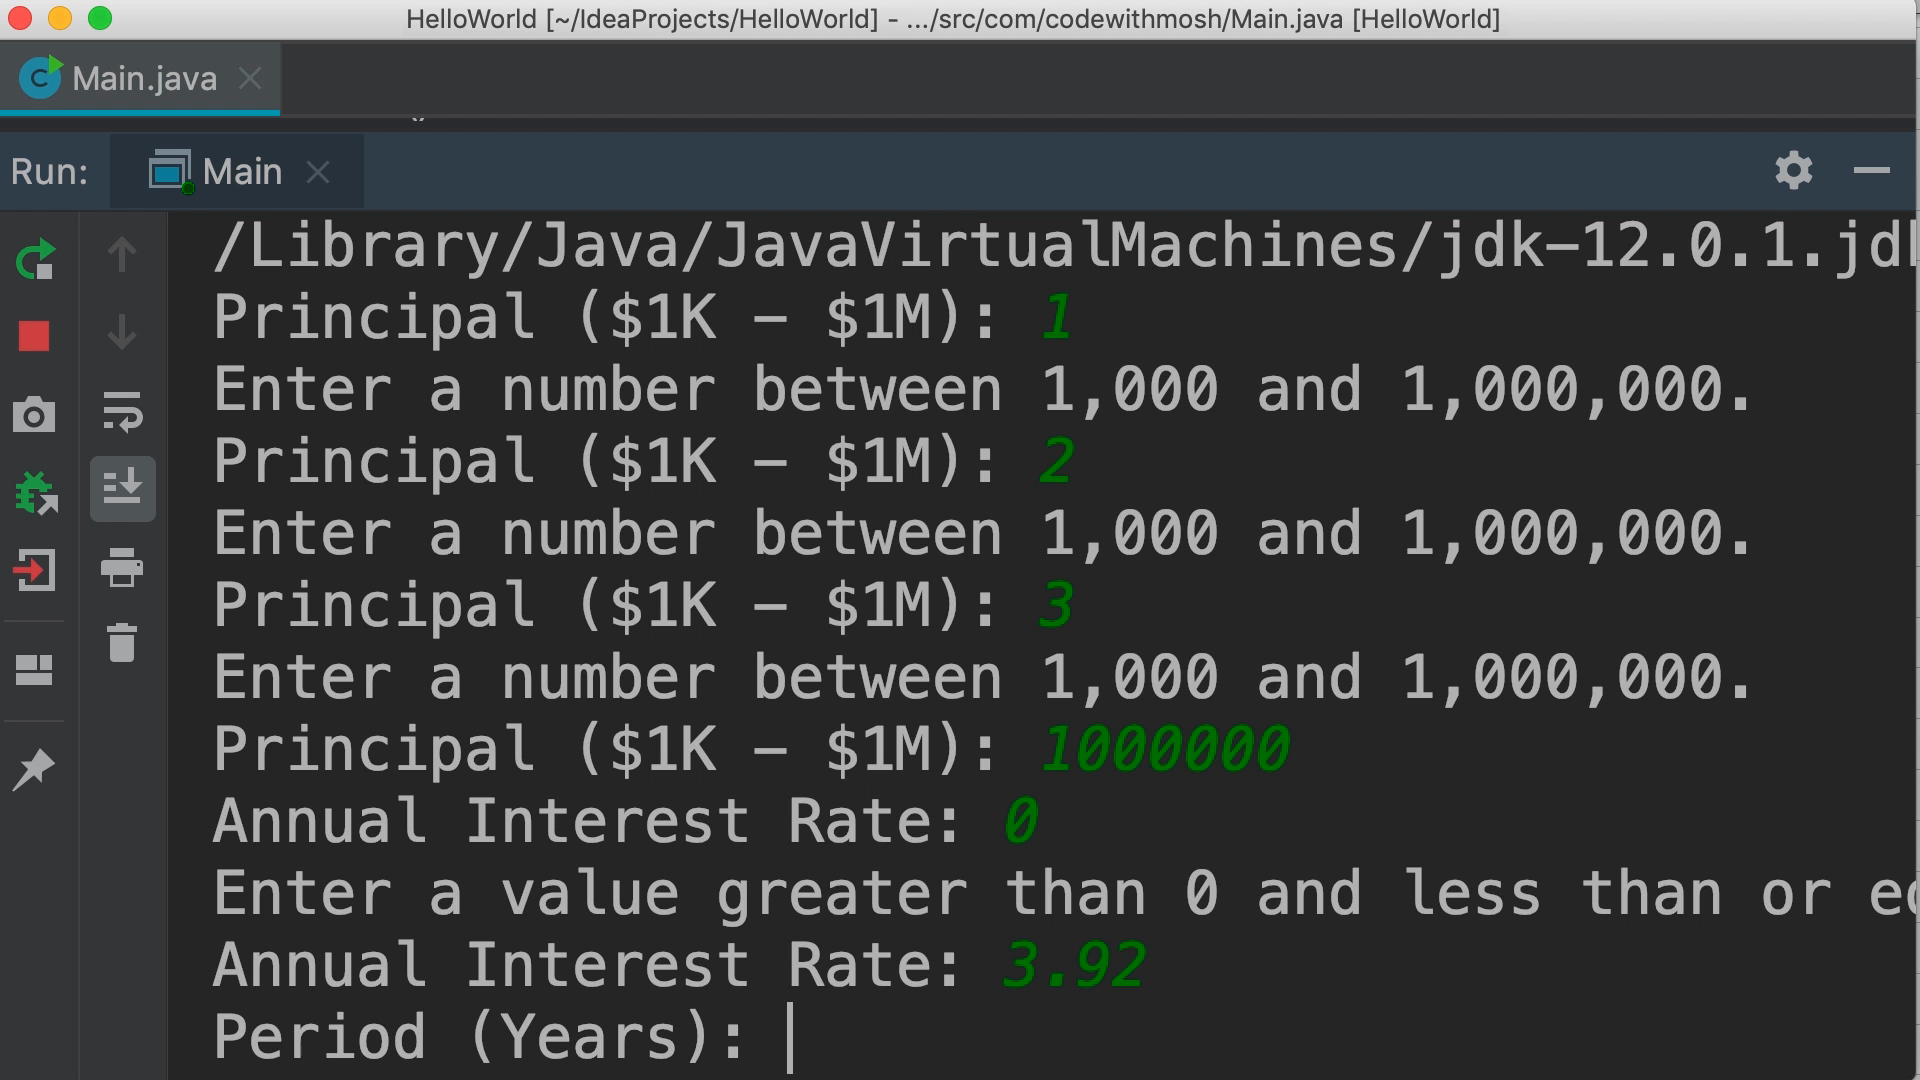 HelloWorld [~/IdeaProjects/HelloWorld] - .../src/com/codewithmosh/Main.java [HelloWorld]
Main.java
Run: Main
/Library/Java/JavaVirtualMachines/jdk-12.0.1.jd
Principal ($1K - $1M): 1
Enter a number between 1,000 and 1,000,000.
Principal ($1K - $1M): 2
Enter a number between 1,000 and 1,000,000.
Principal ($1K - $1M): 3
Enter a number between 1,000 and 1,000,000.
Principal ($1K - $1M): 1000000
Annual Interest Rate: 0
Enter a value greater than 0 and less than or
Annual Interest Rate: 3.92
Period (Years):